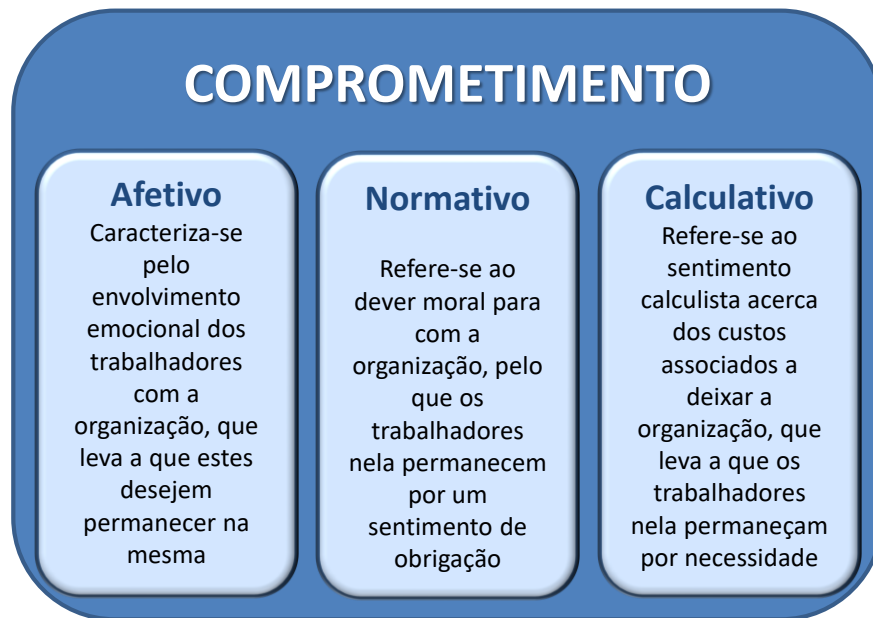 COMPROMETIMENTO
Afetivo
Caracteriza-se
pelo
envolvimento
emocional dos
trabalhadores
com a
organização, que
leva a que estes
desejem
permanecer na
mesma
Normativo
Refere-se ao
dever moral para
com a
organização, pelo
que os
trabalhadores
nela permanecem
por um
sentimento de
obrigação
Calculativo
Refere-se ao
sentimento
calculista acerca
dos custos
associados a
deixar a
organização, que
leva a que os
trabalhadores
nela permaneçam
por necessidade